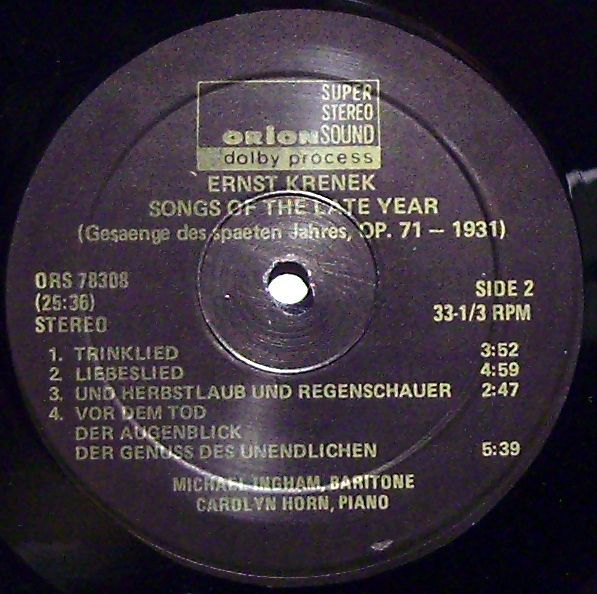 SUPER
STEREO
ORION SOUND
dolby process
ERNST KRENEK
SONGS OF THE LATE YEAR
(Gesaenge des spaeten Jahres, OP. 71 – 1931)
ORS 78308
(25:36)
STEREO
SIDE 2
33-1/3 RPM
1. TRINKLIED 3:52
2. LIEBESLIED 4:59
3. UND HERBSTLAUB UND REGENSCHAUER 2:47
4. VOR DEM TOD
DER AUGENBLICK
DER GENUSS DES UNENDLICHEN 5:39
MICHAEL INGHAM, BARITONE
CAROLYN HORN, PIANO